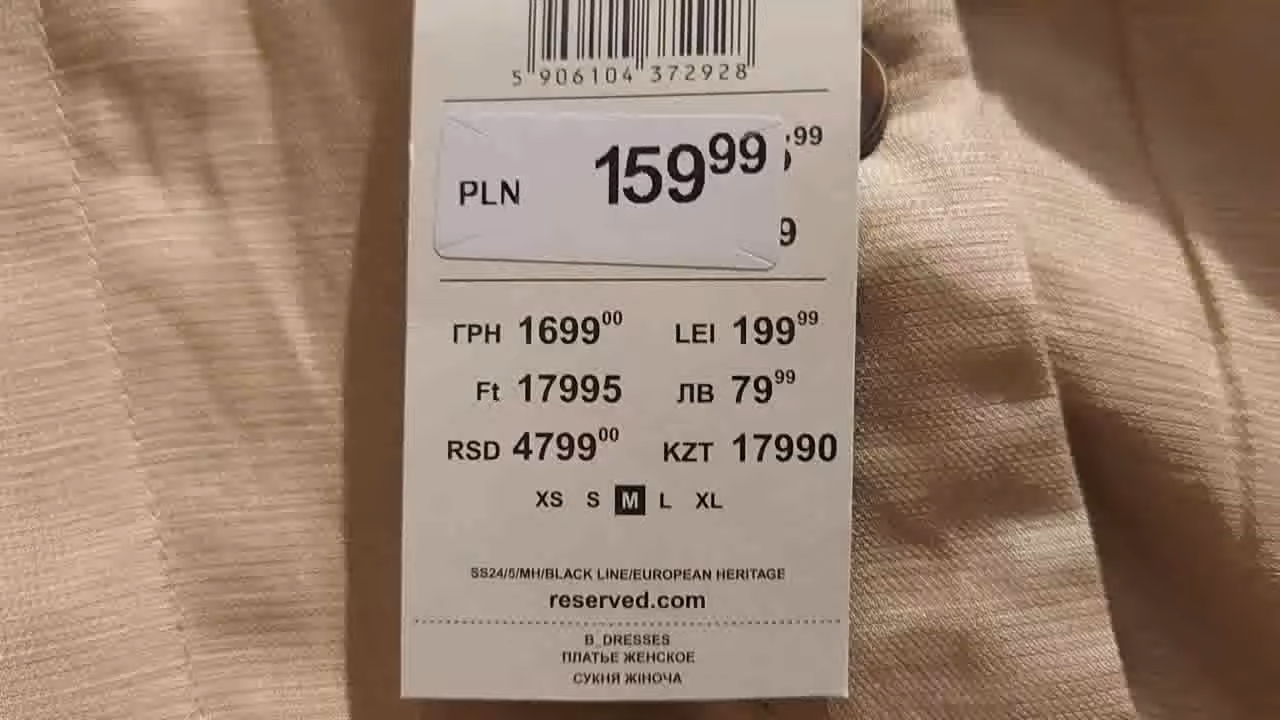 5 906104 372928
PLN 159 99
99
9
ГРН 1699 00 LEI 199 99
Ft 17995 ЛВ 79 99
RSD 4799 00 KZT 17990
XS S M L XL
SS24/5/MH/BLACK LINE/EUROPEAN HERITAGE
reserved.com
B_DRESSES
ПЛАТЬЕ ЖЕНСКОЕ
СУКНЯ ЖІНОЧА